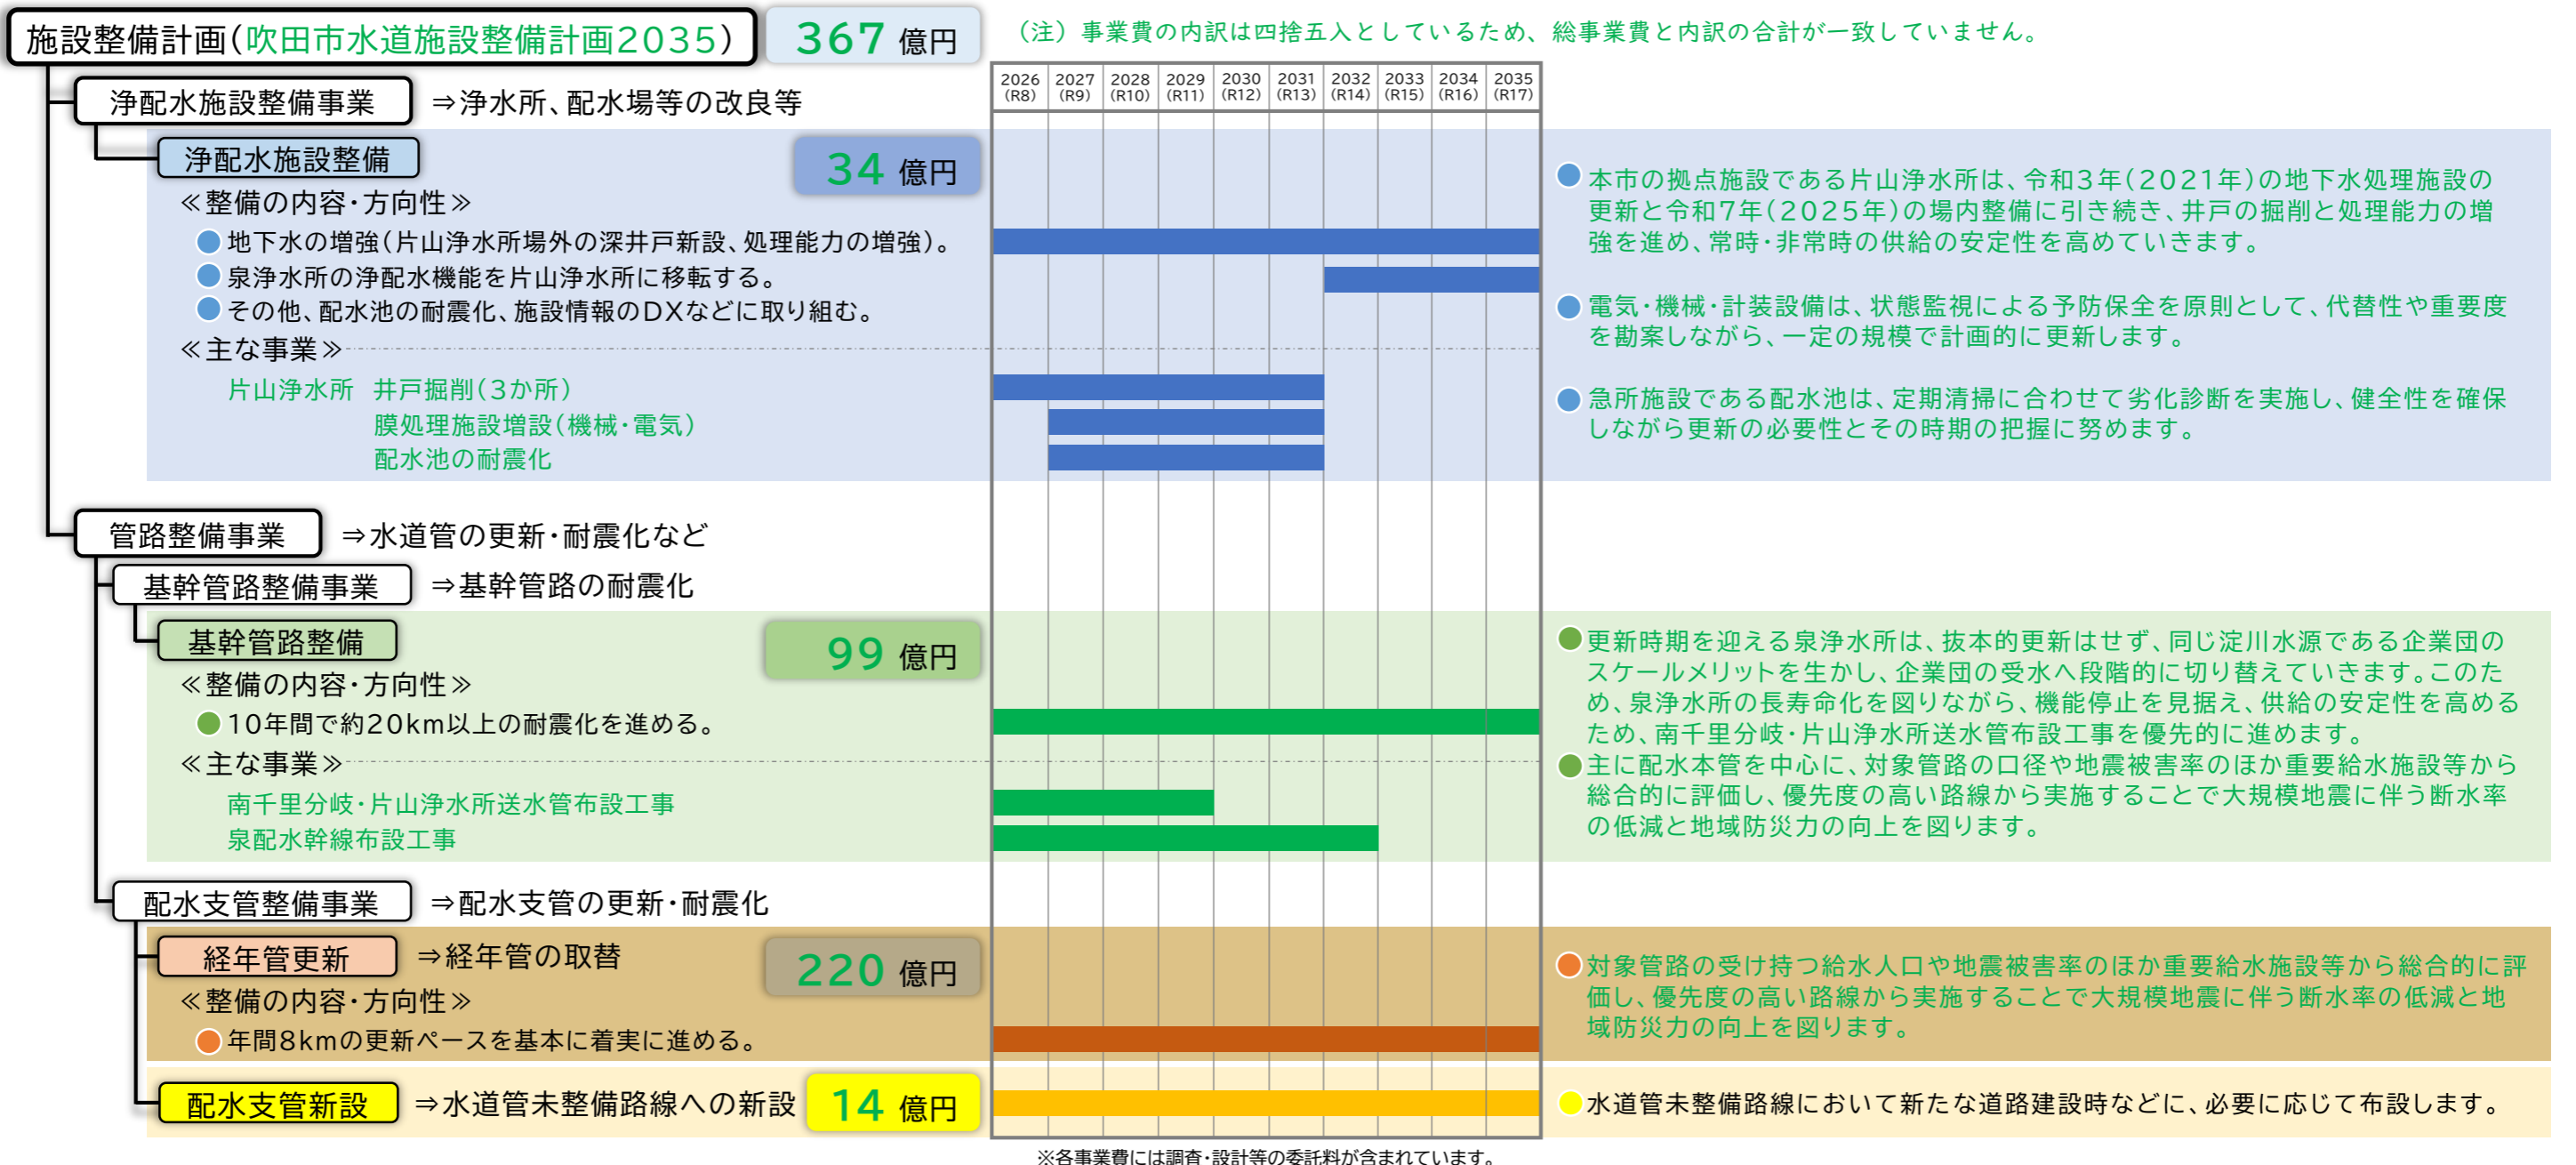 施設整備計画(吹田市水道施設整備計画2035)
367 億円
（注）事業費の内訳は四捨五入としているため、総事業費と内訳の合計が一致していません。
2026 2027 2028 2029 2030 2031 2032 2033 2034 2035
(R8) (R9) (R10) (R11) (R12) (R13) (R14) (R15) (R16) (R17)
浄配水施設整備事業 ⇒浄水所、配水場等の改良等
浄配水施設整備
34 億円
≪整備の内容・方向性≫
地下水の増強(片山浄水所場外の深井戸新設、処理能力の増強)。
泉浄水所の浄配水機能を片山浄水所に移転する。
その他、配水池の耐震化、施設情報のDXなどに取り組む。
≪主な事業≫
片山浄水所 井戸掘削(3か所)
膜処理施設増設(機械・電気)
配水池の耐震化
本市の拠点施設である片山浄水所は、令和3年(2021年)の地下水処理施設の
更新と令和7年(2025年)の場内整備に引き続き、井戸の掘削と処理能力の増
強を進め、常時・非常時の供給の安定性を高めていきます。
電気・機械・計装設備は、状態監視による予防保全を原則として、代替性や重要度
を勘案しながら、一定の規模で計画的に更新します。
急所施設である配水池は、定期清掃に合わせて劣化診断を実施し、健全性を確保
しながら更新の必要性とその時期の把握に努めます。
管路整備事業 ⇒水道管の更新・耐震化など
基幹管路整備事業 ⇒基幹管路の耐震化
基幹管路整備
99 億円
≪整備の内容・方向性≫
10年間で約20km以上の耐震化を進める。
≪主な事業≫
南千里分岐・片山浄水所送水管布設工事
泉配水幹線布設工事
更新時期を迎える泉浄水所は、抜本的更新はせず、同じ淀川水源である企業団の
スケールメリットを生かし、企業団の受水へ段階的に切り替えていきます。このた
め、泉浄水所の長寿命化を図りながら、機能停止を見据え、供給の安定性を高める
ため、南千里分岐・片山浄水所送水管布設工事を優先的に進めます。
主に配水本管を中心に、対象管路の口径や地震被害率のほか重要給水施設等から
総合的に評価し、優先度の高い路線から実施することで大規模地震に伴う断水率
の低減と地域防災力の向上を図ります。
配水支管整備事業 ⇒配水支管の更新・耐震化
経年管更新 ⇒経年管の取替
220 億円
≪整備の内容・方向性≫
年間8kmの更新ペースを基本に着実に進める。
対象管路の受け持つ給水人口や地震被害率のほか重要給水施設等から総合的に評
価し、優先度の高い路線から実施することで大規模地震に伴う断水率の低減と地
域防災力の向上を図ります。
配水支管新設 ⇒水道管未整備路線への新設
14 億円
水道管未整備路線において新たな道路建設時などに、必要に応じて布設します。
※各事業費には調査・設計等の委託料が含まれています。